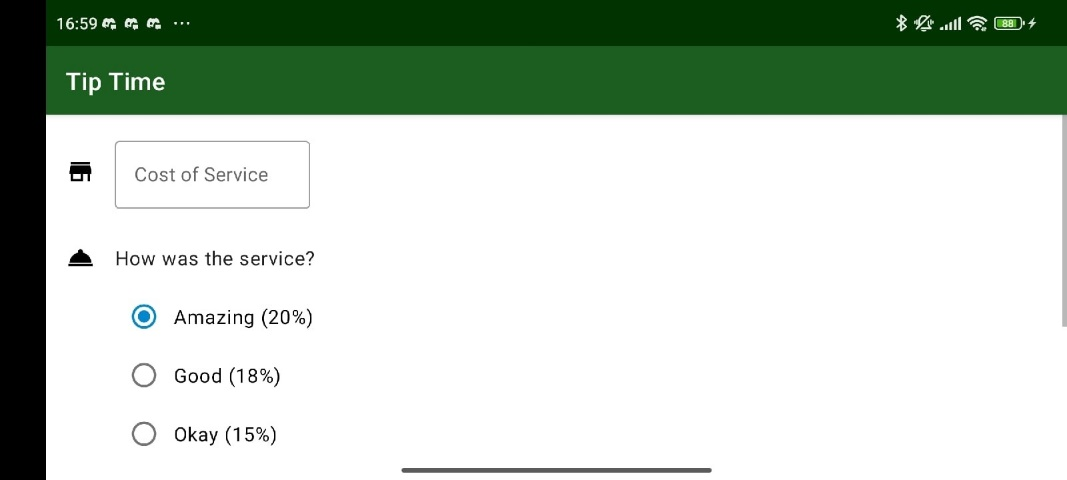 16:59
88
Tip Time
Cost of Service
How was the service?
Amazing (20%)
Good (18%)
Okay (15%)